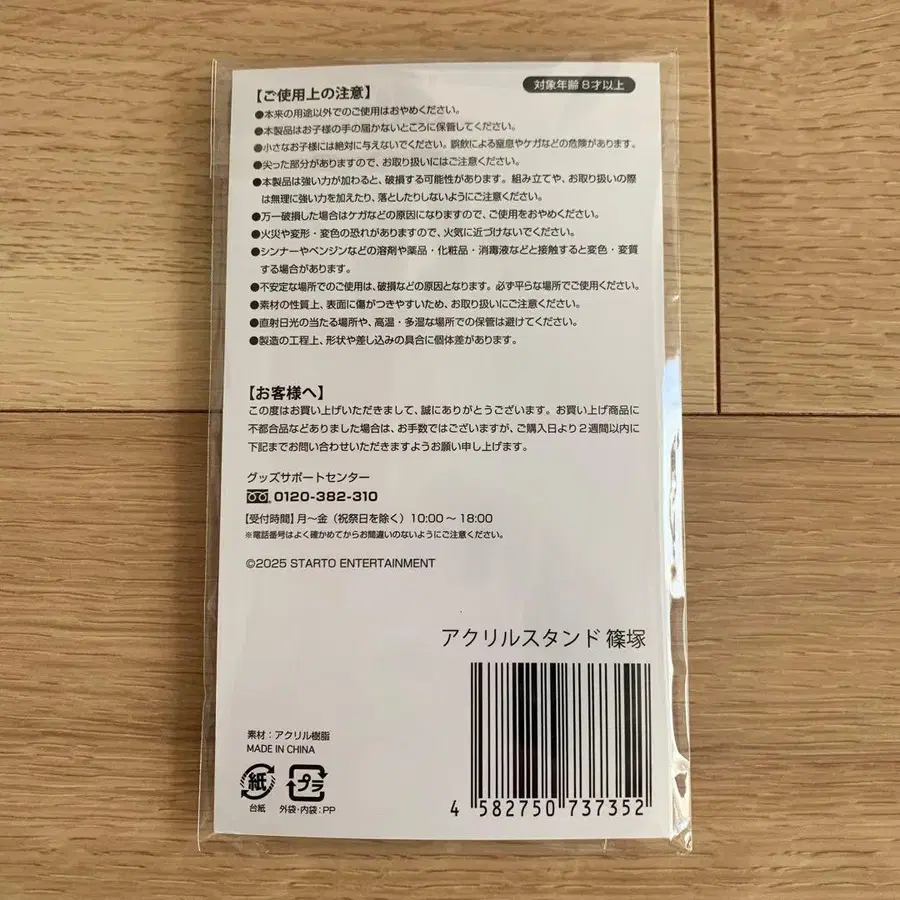 対象年齢8才以上
【ご使用上の注意】
●本来の用途以外でのご使用はおやめください。
●本製品はお子様の手の届かないところに保管してください。
●小さなお子様には絶対に与えないでください。誤飲による窒息やケガなどの危険があります。
●尖った部分がありますので、お取り扱いにはご注意ください。
●本製品は強い力が加わると、破損する可能性があります。組み立てや、お取り扱いの際
は無理に強い力を加えたり、落としたりしないようにご注意ください。
●万一破損した場合はケガなどの原因になりますので、ご使用をおやめください。
●火災や変形・変色の恐れがありますので、火気に近づけないでください。
●シンナーやベンジンなどの溶剤や薬品・化粧品・消毒液などと接触すると変色・変質
する場合があります。
●不安定な場所でのご使用は、破損などの原因となります。必ず平らな場所でご使用ください。
●素材の性質上、表面に傷がつきやすいため、お取り扱いにご注意ください。
●直射日光の当たる場所や、高温・多湿な場所での保管は避けてください。
●製造の工程上、形状や差し込みの具合に個体差があります。
【お客様へ】
この度はお買い上げいただきまして、誠にありがとうございます。お買い上げ商品に
不都合品などありました場合は、お手数ではございますが、ご購入日より2週間以内に
下記までお問い合わせいただきますようお願い申し上げます。
グッズサポートセンター
0120-382-310
【受付時間】月～金（祝祭日を除く）10:00～18:00
※電話番号はよく確かめてからお間違いのないようにご注意ください。
©2025 STARTO ENTERTAINMENT
アクリルスタンド 篠塚
素材：アクリル樹脂
MADE IN CHINA
紙
台紙
プラ
外袋・内袋：PP
4 582750 737352